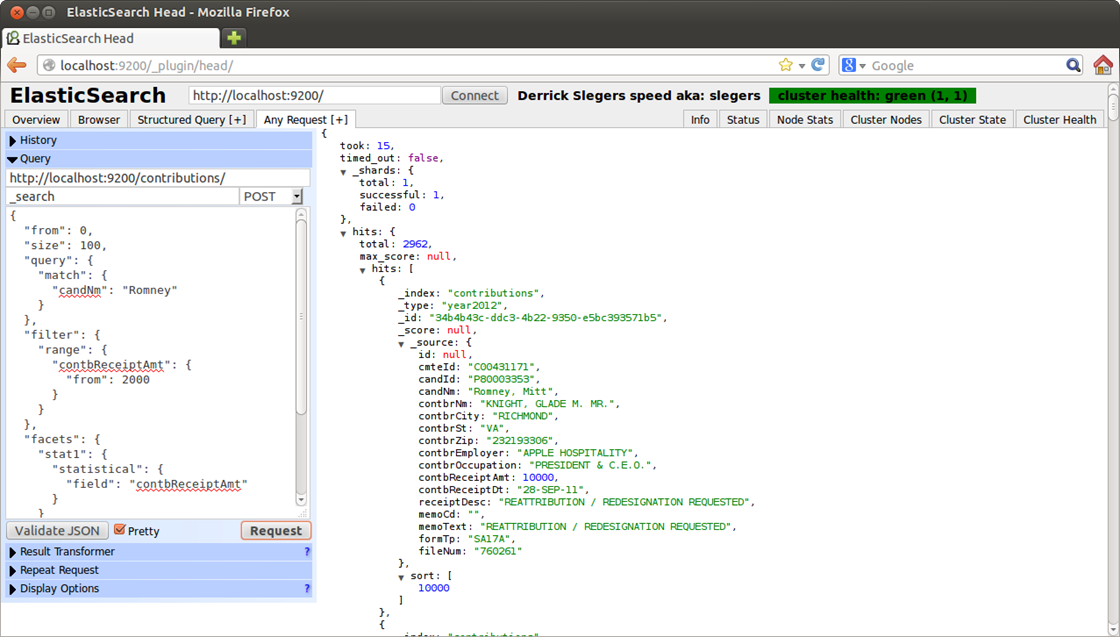 ElasticSearch Head - Mozilla Firefox
ElasticSearch Head
localhost:9200/_plugin/head/
Google
ElasticSearch
http://localhost:9200/
Connect
Derrick Slegers speed aka: slegers
cluster health: green (1, 1)
Overview
Browser
Structured Query [+]
Any Request [+]
Info
Status
Node Stats
Cluster Nodes
Cluster State
Cluster Health
History
Query
http://localhost:9200/contributions/
_search
POST
{
"from": 0,
"size": 100,
"query": {
"match": {
"candNm": "Romney"
}
},
"filter": {
"range": {
"contbReceiptAmt": {
"from": 2000
}
}
},
"facets": {
"stat1": {
"statistical": {
"field": "contbReceiptAmt"
}
}
Validate JSON
Pretty
Request
Result Transformer
?
Repeat Request
Display Options
?
{
took: 15,
timed_out: false,
_shards: {
total: 1,
successful: 1,
failed: 0
},
hits: {
total: 2962,
max_score: null,
hits: [
{
_index: "contributions",
_type: "year2012",
_id: "34b4b43c-ddc3-4b22-9350-e5bc393571b5",
_score: null,
_source: {
id: null,
cmteId: "C00431171",
candId: "P80003353",
candNm: "Romney, Mitt",
contbrNm: "KNIGHT, GLADE M. MR.",
contbrCity: "RICHMOND",
contbrSt: "VA",
contbrZip: "232193306",
contbrEmployer: "APPLE HOSPITALITY",
contbrOccupation: "PRESIDENT & C.E.O.",
contbReceiptAmt: 10000,
contbReceiptDt: "28-SEP-11",
receiptDesc: "REATTRIBUTION / REDESIGNATION REQUESTED",
memoCd: "",
memoText: "REATTRIBUTION / REDESIGNATION REQUESTED",
formTp: "SA17A",
fileNum: "760261"
},
sort: [
10000
]
},
{
_index: "contributions",